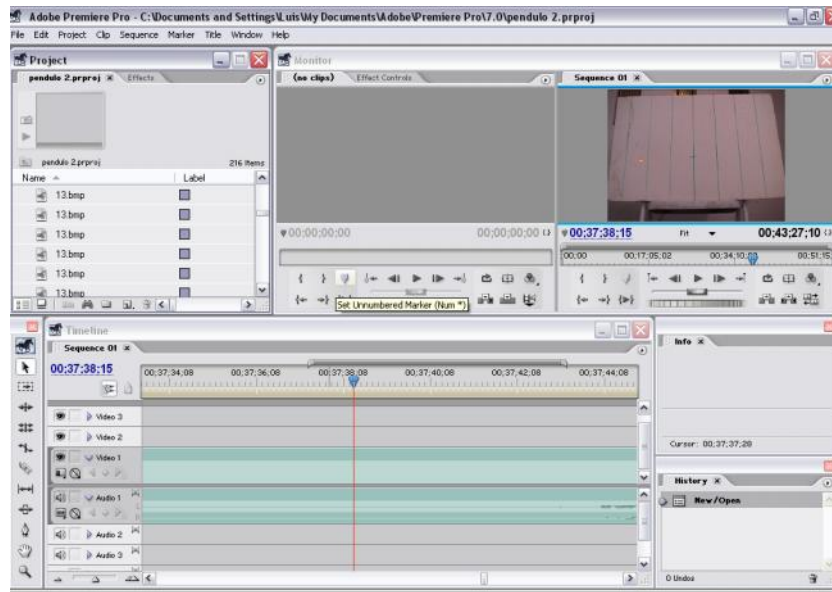 Adobe Premiere Pro - C:\Documents and Settings\Luis\My Documents\Adobe\Premiere Pro\7.0\pendulo 2.prproj
File Edit Project Clip Sequence Marker Title Window Help
Project
pendulo 2.prproj Effects
pendulo 2.prproj 216 Items
Name Label
13.bmp
13.bmp
13.bmp
13.bmp
13.bmp
13.bmp
Monitor
(no clips) Effect Controls
00;00;00;00 00;00;00;00
Set Unnumbered Marker (Num *)
Sequence 01
00;37;38;15 Fit 00;43;27;10
00;00 00;17;05;02 00;34;10; 00;51;15;
Timeline
Sequence 01
00;37;38;15
00;37;34;08 00;37;36;08 00;37;38;08 00;37;40;08 00;37;42;08 00;37;44;08
Video 3
Video 2
Video 1
Audio 1
Audio 2
Audio 3
Info
Cursor: 00;37;37;28
History
New/Open
0 Undos